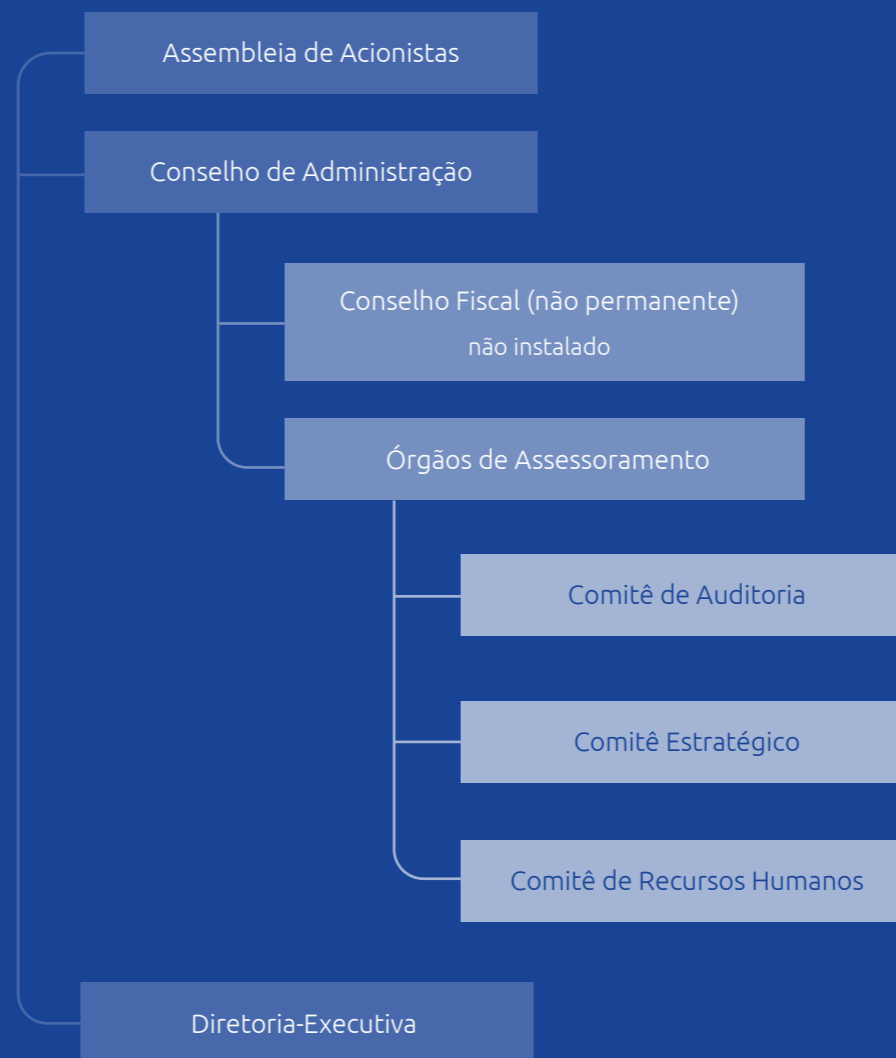 Assembleia de Acionistas
Conselho de Administração
Conselho Fiscal (não permanente)
não instalado
Órgãos de Assessoramento
Comitê de Auditoria
Comitê Estratégico
Comitê de Recursos Humanos
Diretoria-Executiva